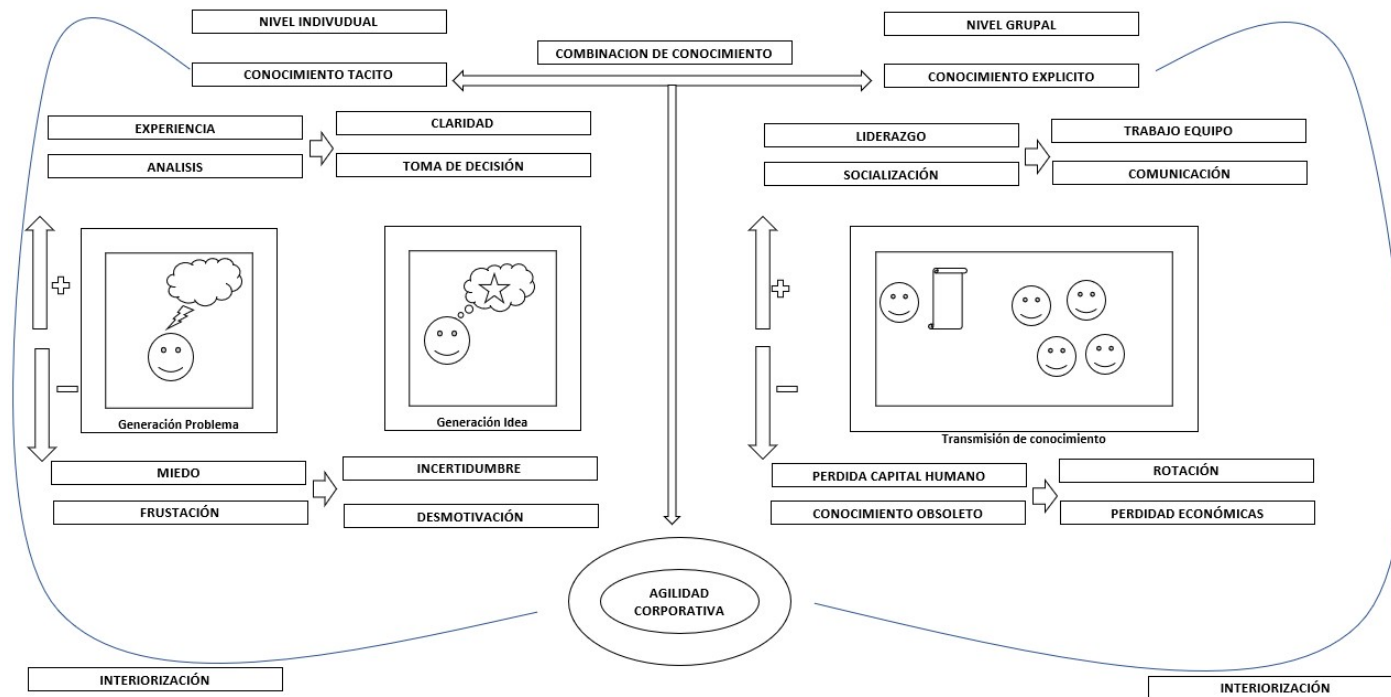 NIVEL INDIVUDUAL
NIVEL GRUPAL
COMBINACION DE CONOCIMIENTO
CONOCIMIENTO TACITO
CONOCIMIENTO EXPLICITO
EXPERIENCIA
CLARIDAD
ANALISIS
TOMA DE DECISIÓN
LIDERAZGO
TRABAJO EQUIPO
SOCIALIZACIÓN
COMUNICACIÓN
Generación Problema
Generación Idea
Transmisión de conocimiento
MIEDO
INCERTIDUMBRE
FRUSTACIÓN
DESMOTIVACIÓN
PERDIDA CAPITAL HUMANO
ROTACIÓN
CONOCIMIENTO OBSOLETO
PERDIDAD ECONÓMICAS
AGILIDAD
CORPORATIVA
INTERIORIZACIÓN
INTERIORIZACIÓN